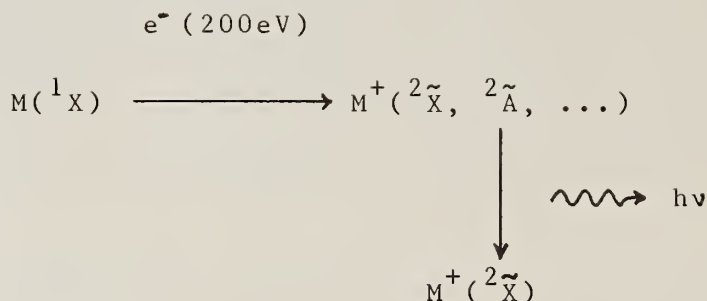 e⁻ (200eV)
M(¹X) ⟶ M⁺(²X̃, ²Ã, ...)
hν
M⁺(²X̃)